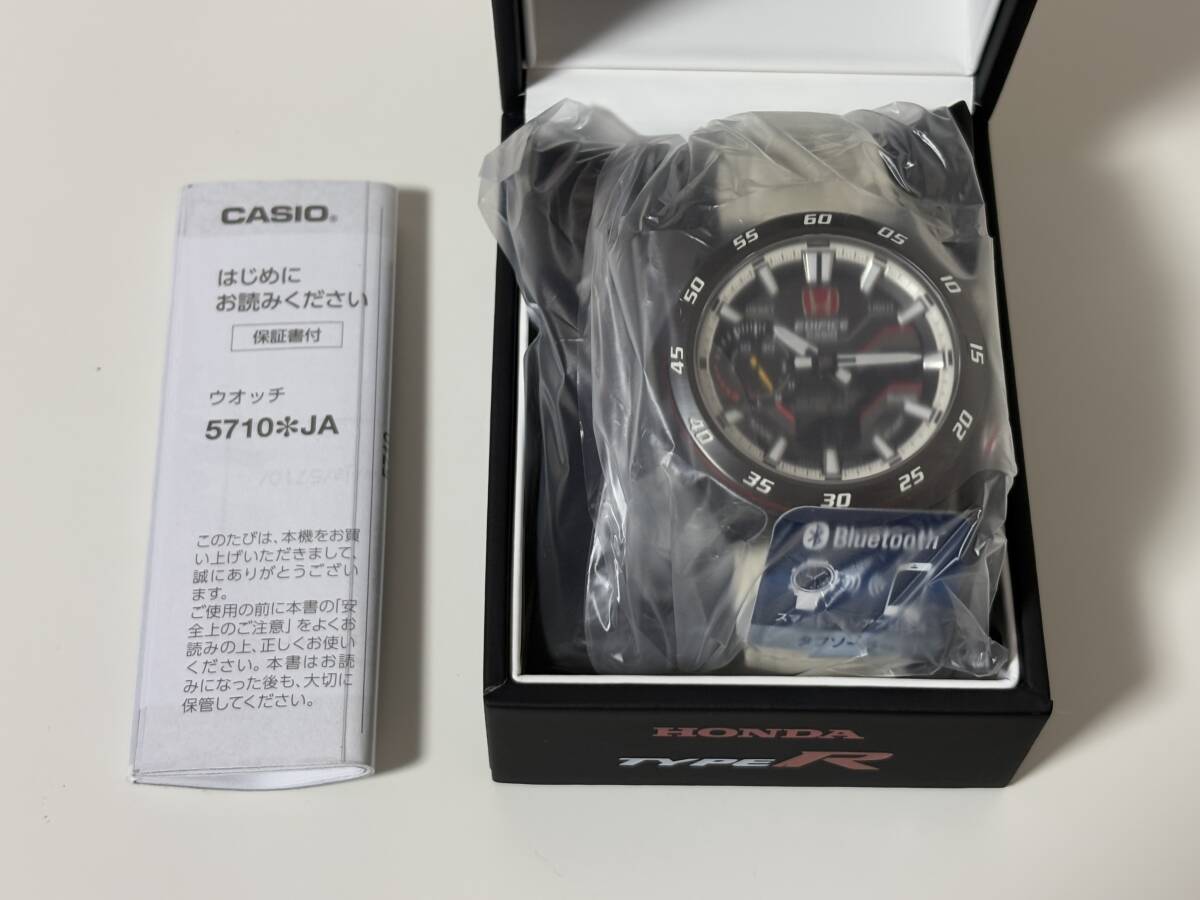 CASIO®
はじめに
お読みください
保証書付
ウオッチ
5710✻JA
このたびは、本機をお買
い上げいただきまして、
誠にありがとうござい
ます。
ご使用の前に本書の「安
全上のご注意」をよくお
読みの上、正しくお使い
ください。本書はお読
みになった後も、大切に
保管してください。
60
05
10
15
20
25
30
35
40
45
50
55
EDIFICE
Bluetooth
HONDA
TYPE R